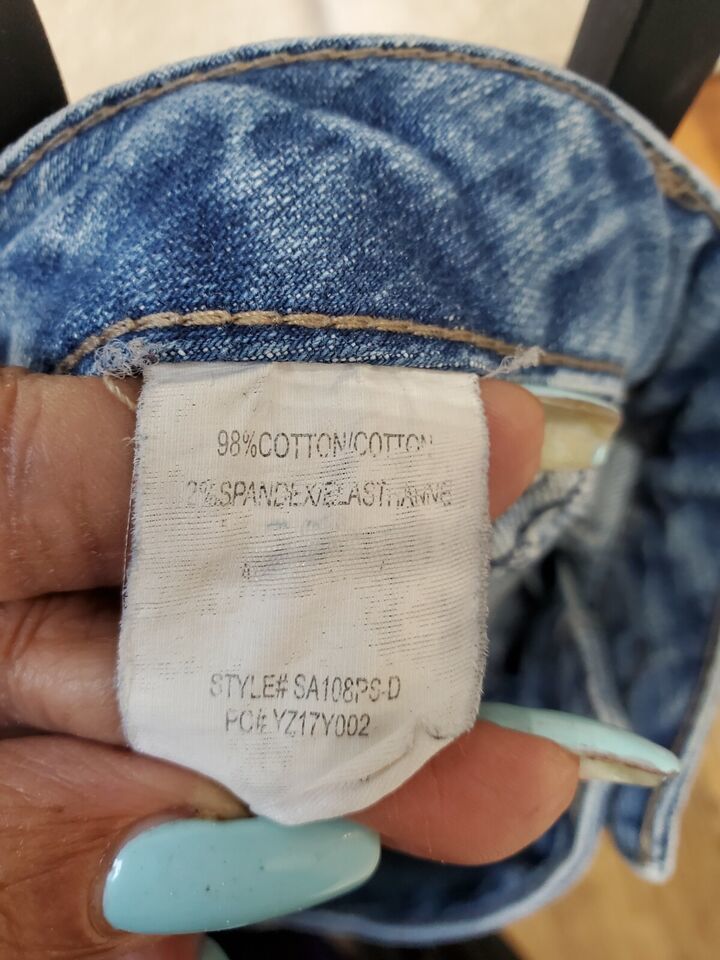 98%COTTON/COTTON
2%SPANDEX/ELASTHANNE
STYLE# SA108PS-D
PC#: YZ17Y002